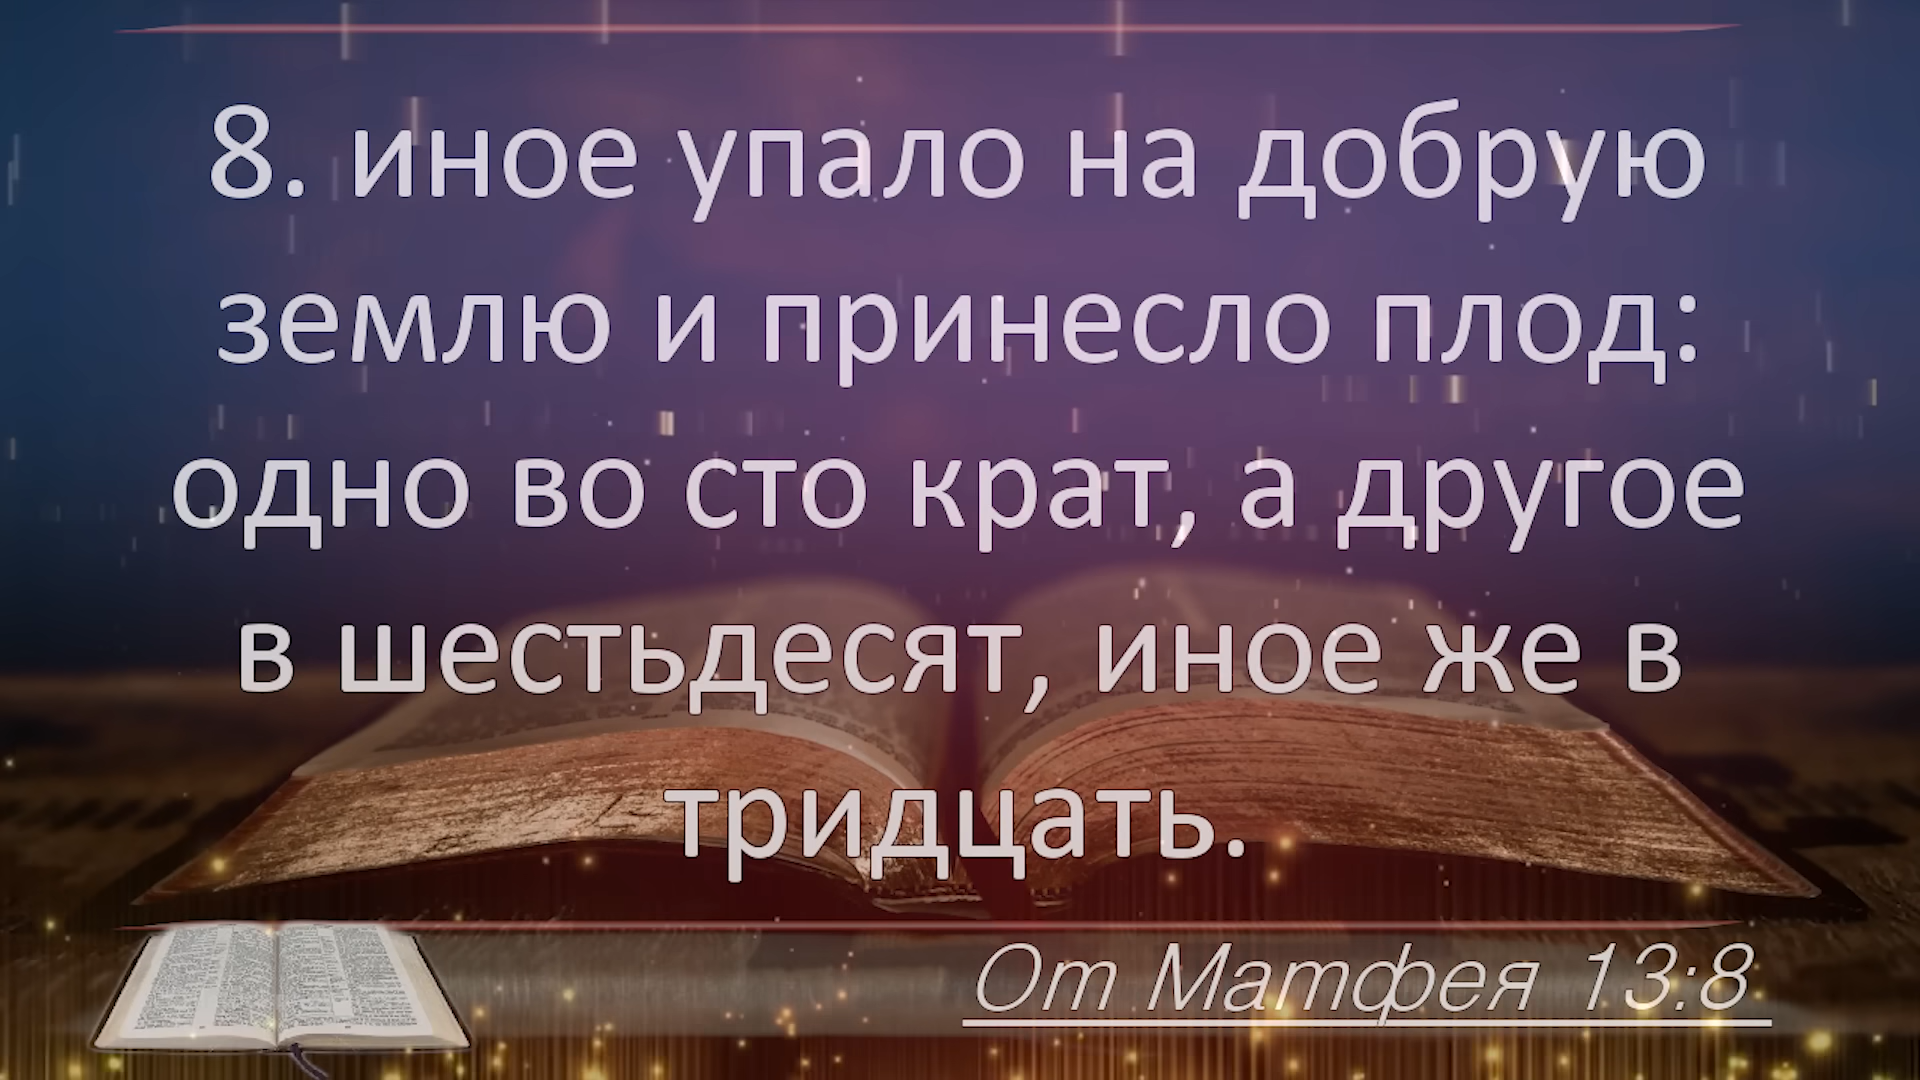 8. иное упало на добрую
землю и принесло плод:
одно во сто крат, а другое
в шестьдесят, иное же в
тридцать.
От Матфея 13:8